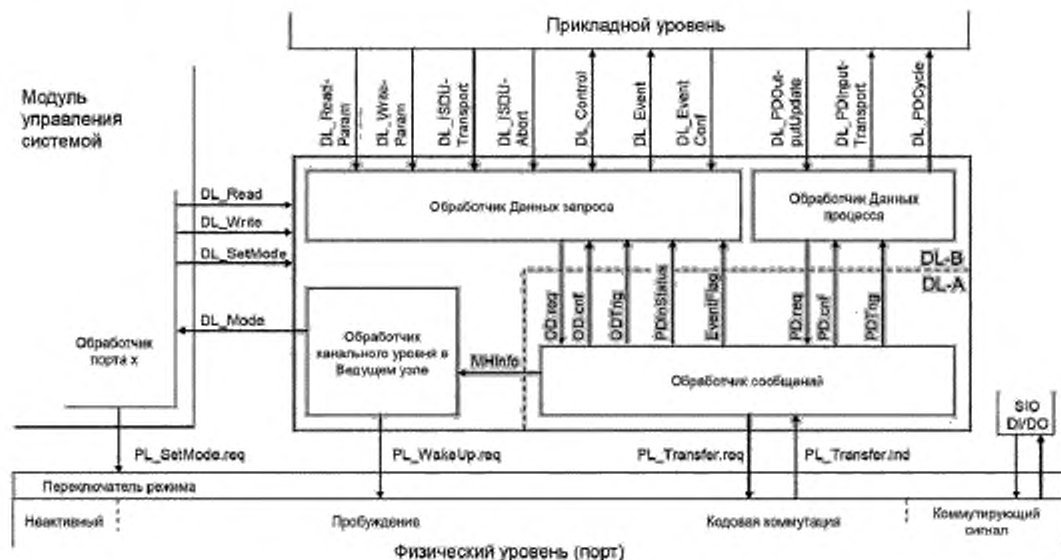 Прикладной уровень
Модуль
управления
системой
DL_Read-
Param
DL_Write-
Param
DL_ISDU-
Transport
DL_ISDU-
Abort
DL_Control
DL_Event
DL_Event
Conf
DL_PDOut-
putUpdate
DL_PDInput-
Transport
DL_PDCycle
DL_Read
DL_Write
DL_SetMode
DL_Mode
Обработчик Данных запроса
Обработчик Данных
процесса
DL-B
DL-A
OD.req
OD.cnf
ODTrig
PDInStatus
EventFlag
PD.req
PD.cnf
PDTrig
Обработчик
порта x
Обработчик
канального уровня в
Ведущем узле
MHInfo
Обработчик сообщений
SIO
DI/DO
PL_SetMode.req
PL_WakeUp.req
PL_Transfer.req
PL_Transfer.ind
Переключатель режима
Неактивный
Пробуждение
Кодовая коммутация
Коммутирующий
сигнал
Физический уровень (порт)